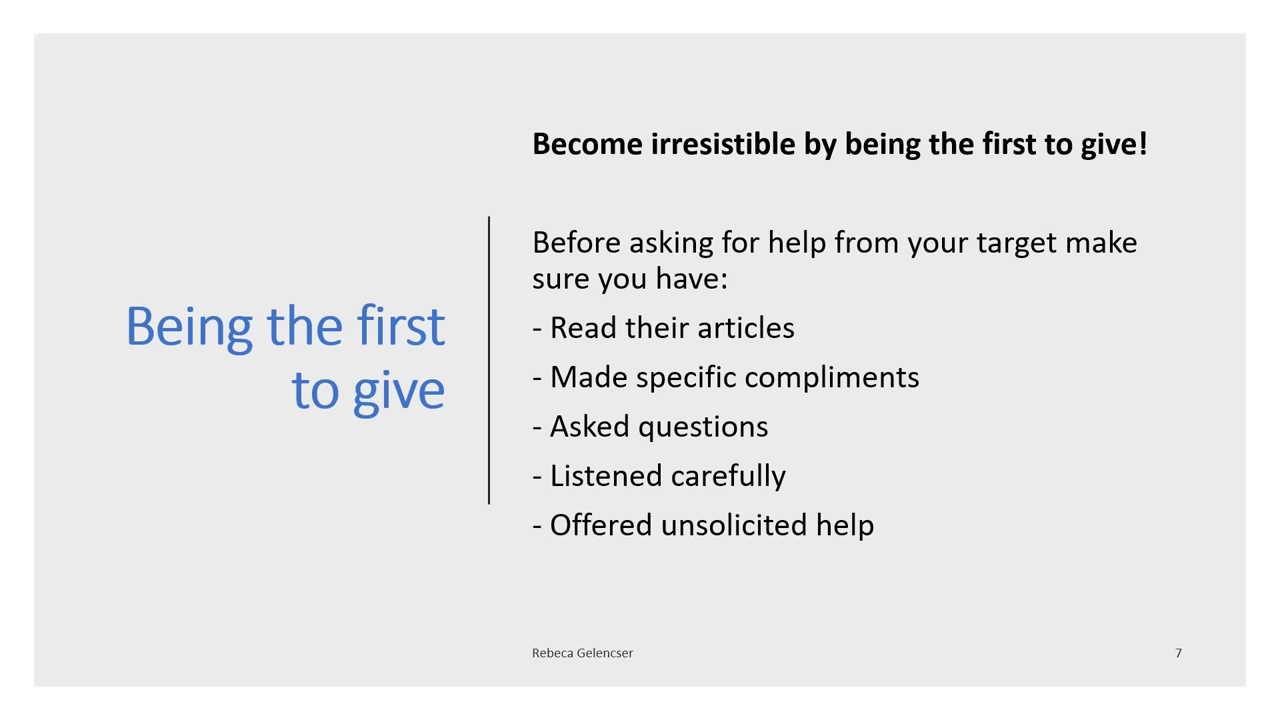 Being the first
to give
Become irresistible by being the first to give!
Before asking for help from your target make
sure you have:
- Read their articles
- Made specific compliments
- Asked questions
- Listened carefully
- Offered unsolicited help
Rebeca Gelencser
7